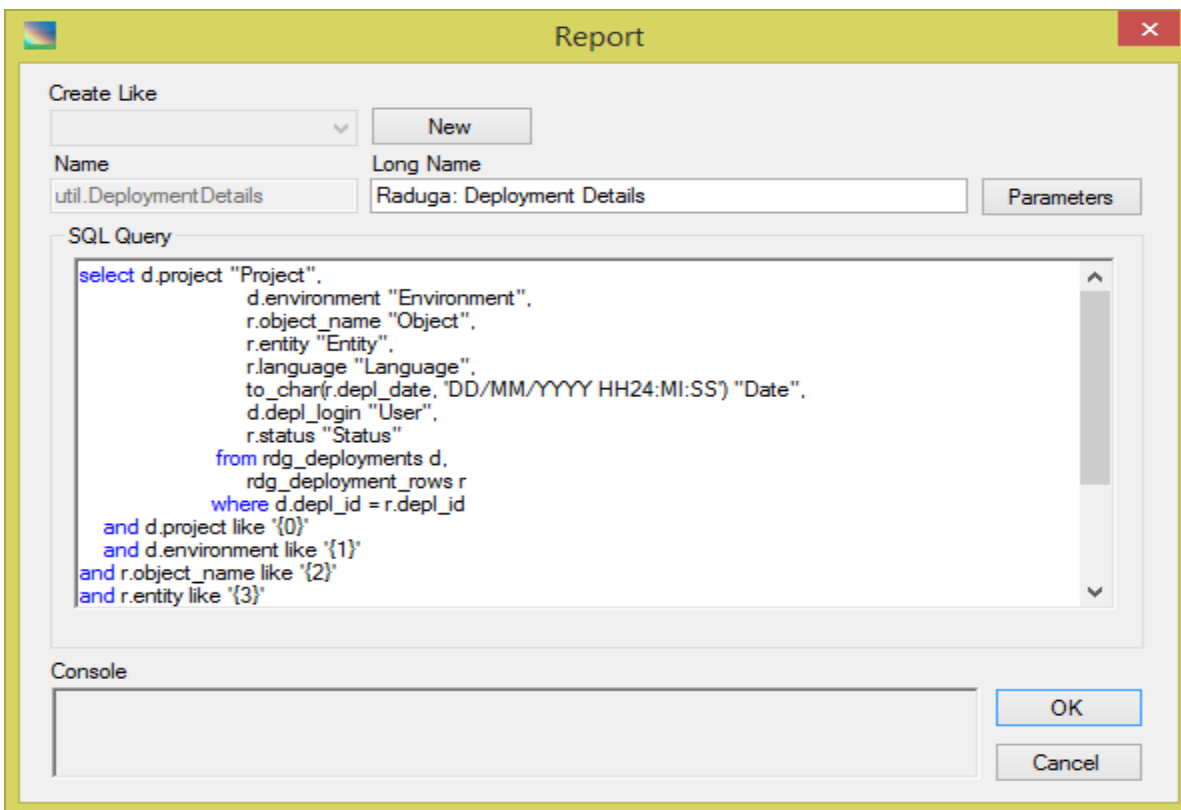 Report
Create Like
New
Name Long Name
util.DeploymentDetails Raduga: Deployment Details Parameters
SQL Query
select d.project "Project",
d.environment "Environment",
r.object_name "Object",
r.entity "Entity",
r.language "Language",
to_char(r.depl_date, 'DD/MM/YYYY HH24:MI:SS') "Date",
d.depl_login "User",
r.status "Status"
from rdg_deployments d,
rdg_deployment_rows r
where d.depl_id = r.depl_id
and d.project like '{0}'
and d.environment like '{1}'
and r.object_name like '{2}'
and r.entity like '{3}'
Console
OK
Cancel